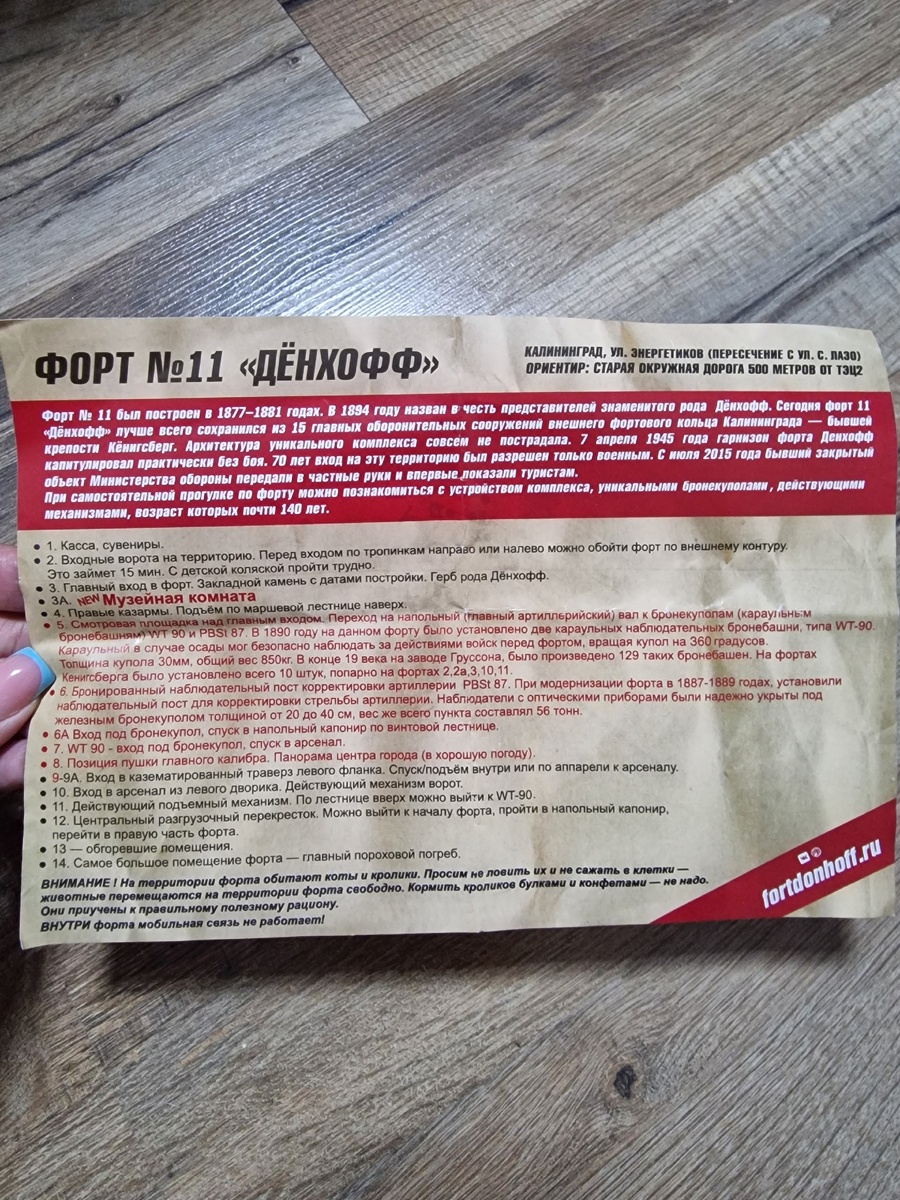 ФОРТ №11 «ДЁНХОФФ»
КАЛИНИНГРАД, УЛ. ЭНЕРГЕТИКОВ (ПЕРЕСЕЧЕНИЕ С УЛ. С. ЛАЗО)
ОРИЕНТИР: СТАРАЯ ОКРУЖНАЯ ДОРОГА 500 МЕТРОВ ОТ ТЭЦ2
Форт № 11 был построен в 1877–1881 годах. В 1894 году назван в честь представителей знаменитого рода Дёнхофф. Сегодня форт 11
«Дёнхофф» лучше всего сохранился из 15 главных оборонительных сооружений внешнего фортового кольца Калининграда — бывшей
крепости Кёнигсберг. Архитектура уникального комплекса совсем не пострадала. 7 апреля 1945 года гарнизон форта Денхофф
капитулировал практически без боя. 70 лет вход на эту территорию был разрешен только военным. С июля 2015 года бывший закрытый
объект Министерства обороны передали в частные руки и впервые показали туристам.
При самостоятельной прогулке по форту можно познакомиться с устройством комплекса, уникальными бронекуполами, действующими
механизмами, возраст которых почти 140 лет.
• 1. Касса, сувениры.
• 2. Входные ворота на территорию. Перед входом по тропинкам направо или налево можно обойти форт по внешнему контуру.
Это займет 15 мин. С детской коляской пройти трудно.
• 3. Главный вход в форт. Закладной камень с датами постройки. Герб рода Дёнхофф.
• 3А. NEW Музейная комната
• 4. Правые казармы. Подъём по маршевой лестнице наверх.
• 5. Смотровая площадка над главным входом. Переход на напольный (главный артиллерийский) вал к бронекуполам (караульным
бронебашням) WT 90 и PBSt 87. В 1890 году на данном форту было установлено две караульных наблюдательных бронебашни, типа WT-90.
Караульный в случае осады мог безопасно наблюдать за действиями войск перед фортом, вращая купол на 360 градусов.
Толщина купола 30мм, общий вес 850кг. В конце 19 века на заводе Груссона, было произведено 129 таких бронебашен. На фортах
Кенигсберга было установлено всего 10 штук, попарно на фортах 2,2а,3,10,11.
• 6. Бронированный наблюдательный пост корректировки артиллерии PBSt 87. При модернизации форта в 1887-1889 годах, установили
наблюдательный пост для корректировки стрельбы артиллерии. Наблюдатели с оптическими приборами были надежно укрыты под
железным бронекуполом толщиной от 20 до 40 см, вес же всего пункта составлял 56 тонн.
• 6А Вход под бронекупол, спуск в напольный капонир по винтовой лестнице.
• 7. WT 90 - вход под бронекупол, спуск в арсенал.
• 8. Позиция пушки главного калибра. Панорама центра города (в хорошую погоду).
• 9-9А. Вход в казематированный траверз левого фланка. Спуск/подъём внутри или по аппарели к арсеналу.
• 10. Вход в арсенал из левого дворика. Действующий механизм ворот.
• 11. Действующий подъемный механизм. По лестнице вверх можно выйти к WT-90.
• 12. Центральный разгрузочный перекресток. Можно выйти к началу форта, пройти в напольный капонир,
перейти в правую часть форта.
• 13 — обгоревшие помещения.
• 14. Самое большое помещение форта — главный пороховой погреб.
ВНИМАНИЕ ! На территории форта обитают коты и кролики. Просим не ловить их и не сажать в клетки —
животные перемещаются на территории форта свободно. Кормить кроликов булками и конфетами — не надо.
Они приучены к правильному полезному рациону.
ВНУТРИ форта мобильная связь не работает!
fortdonhoff.ru